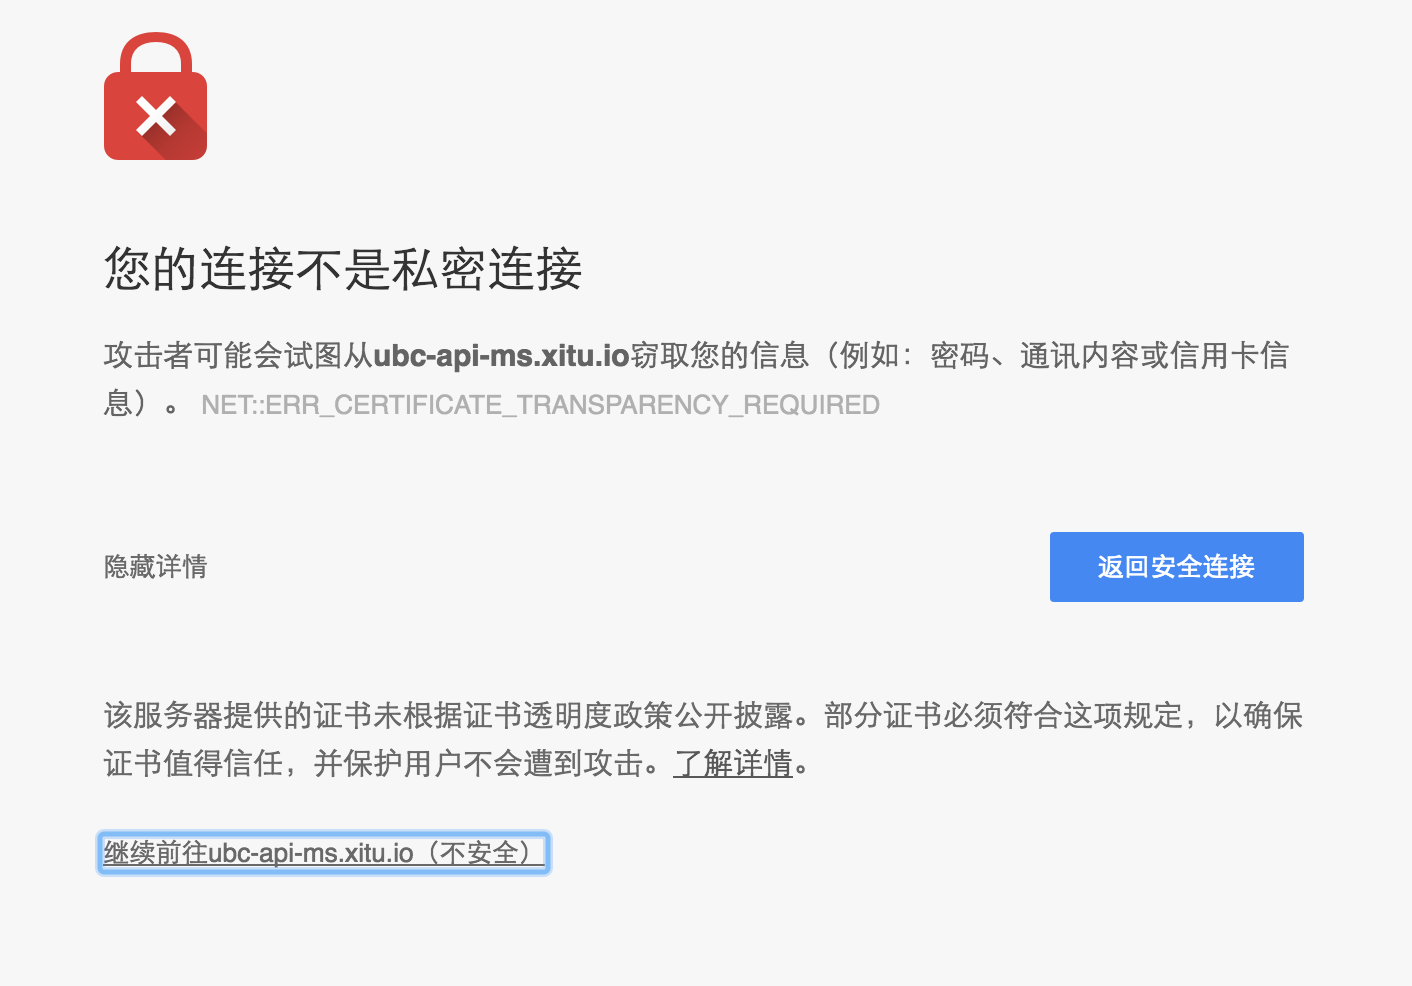 您的连接不是私密连接
攻击者可能会试图从ubc-api-ms.xitu.io窃取您的信息（例如：密码、通讯内容或信用卡信
息）。 NET::ERR_CERTIFICATE_TRANSPARENCY_REQUIRED
隐藏详情
返回安全连接
该服务器提供的证书未根据证书透明度政策公开披露。部分证书必须符合这项规定，以确保
证书值得信任，并保护用户不会遭到攻击。了解详情。
继续前往ubc-api-ms.xitu.io（不安全）